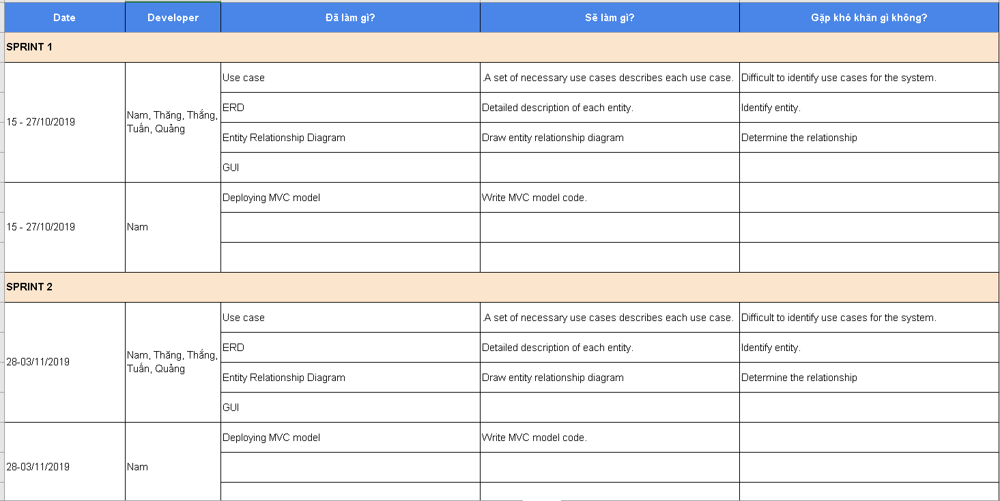 Date Developer Đã làm gì? Sẽ làm gì? Gặp khó khăn gì không?
SPRINT 1
15 - 27/10/2019
Nam, Thăng, Thắng,
Tuấn, Quảng
Use case .A set of necessary use cases describes each use case. Difficult to identify use cases for the system.
ERD Detailed description of each entity. Identify entity.
Entity Relationship Diagram Draw entity relationship diagram Determine the relationship
GUI
15 - 27/10/2019
Nam
Deploying MVC model Write MVC model code.
SPRINT 2
28-03/11/2019
Nam, Thăng, Thắng,
Tuấn, Quảng
Use case .A set of necessary use cases describes each use case. Difficult to identify use cases for the system.
ERD Detailed description of each entity. Identify entity.
Entity Relationship Diagram Draw entity relationship diagram Determine the relationship
GUI
28-03/11/2019
Nam
Deploying MVC model Write MVC model code.